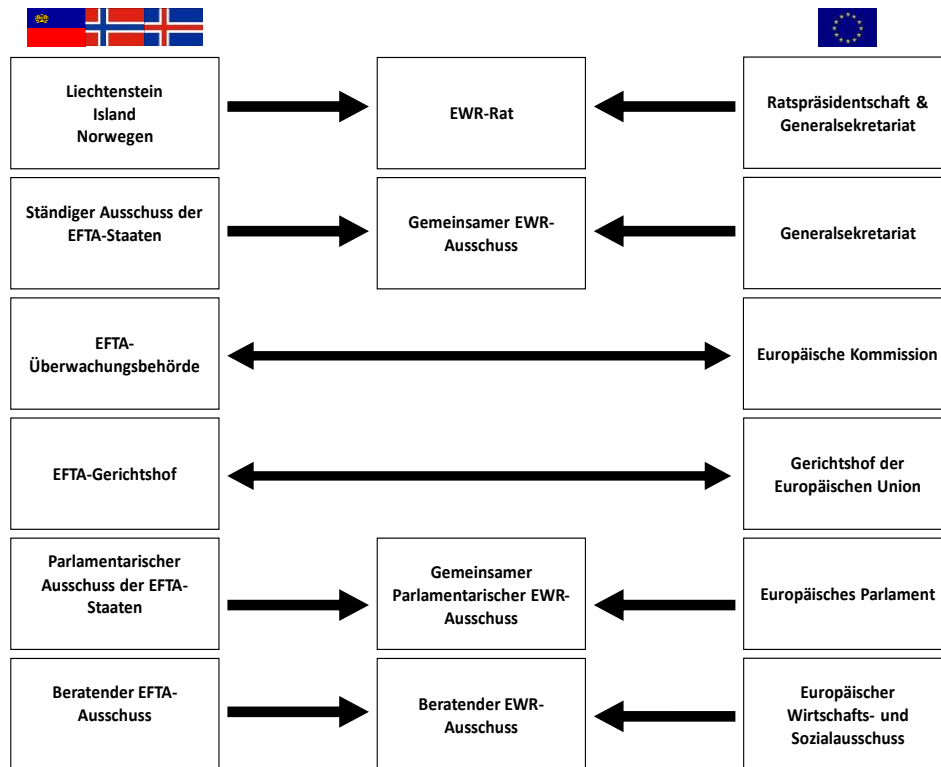 Liechtenstein
Island
Norwegen
EWR-Rat
Ratspräsidentschaft &
Generalsekretariat
Ständiger Ausschuss der
EFTA-Staaten
Gemeinsamer EWR-
Ausschuss
Generalsekretariat
EFTA-
Überwachungsbehörde
Europäische Kommission
EFTA-Gerichtshof
Gerichtshof der
Europäischen Union
Parlamentarischer
Ausschuss der EFTA-
Staaten
Gemeinsamer
Parlamentarischer EWR-
Ausschuss
Europäisches Parlament
Beratender EFTA-
Ausschuss
Beratender EWR-
Ausschuss
Europäischer
Wirtschafts- und
Sozialausschuss